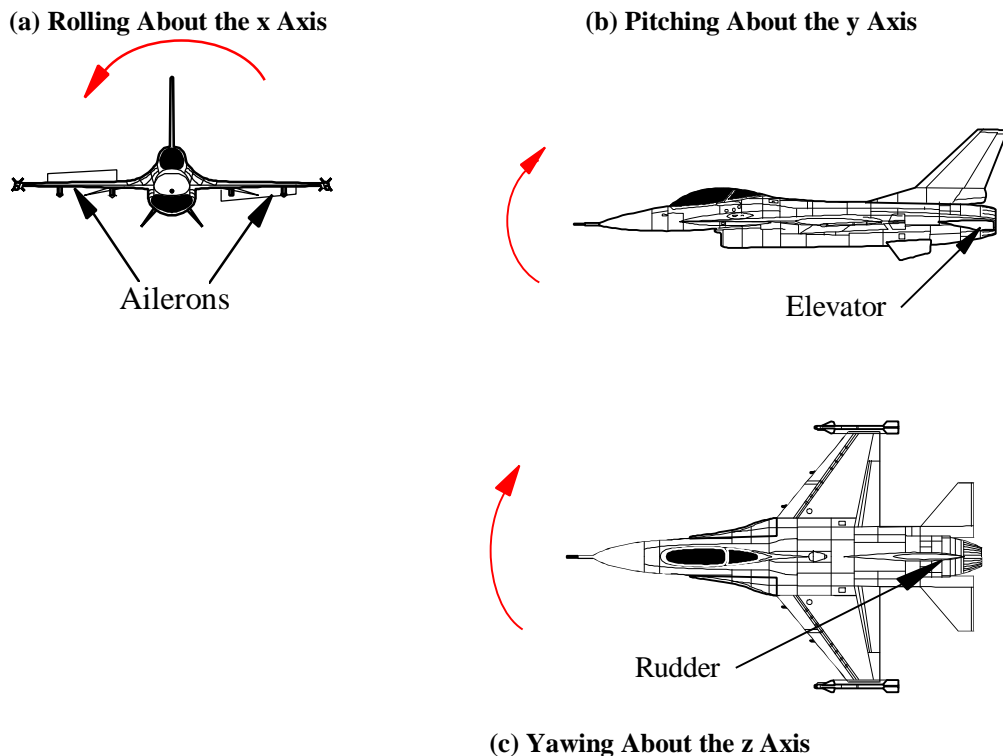 (a) Rolling About the x Axis
(b) Pitching About the y Axis
Ailerons
Elevator
Rudder
(c) Yawing About the z Axis